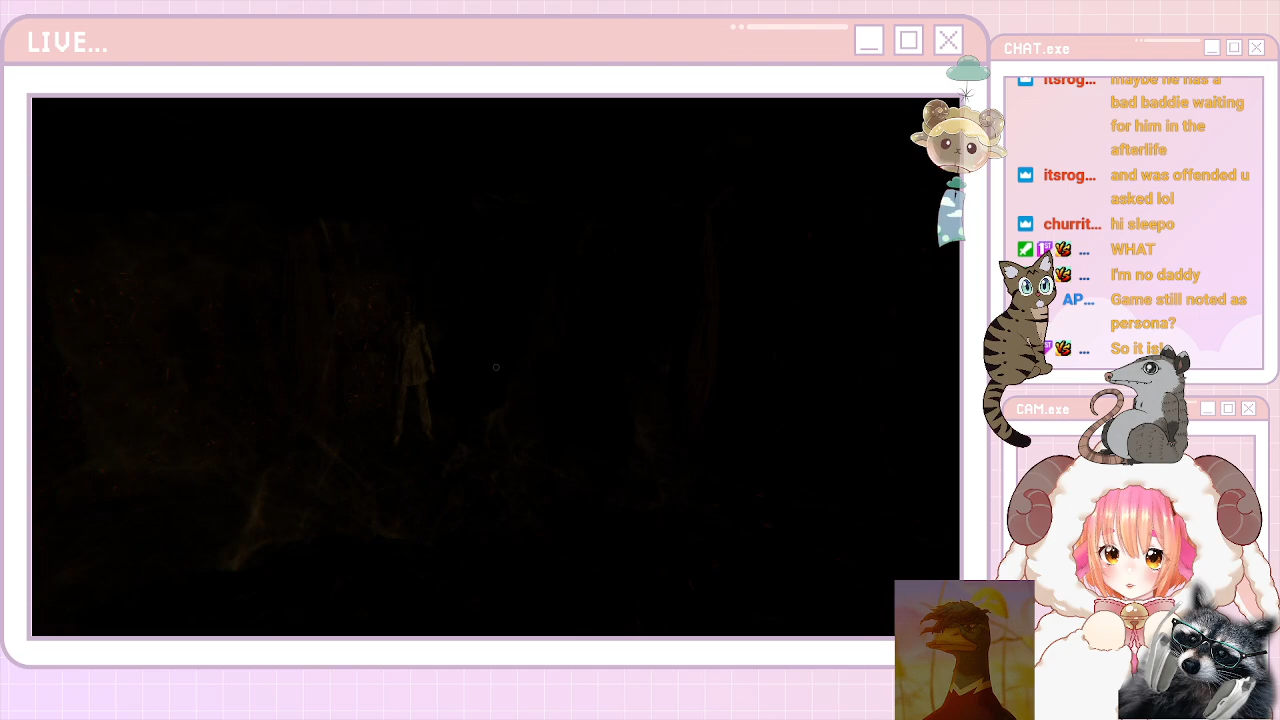 LIVE...
CHAT.exe
itsrog... maybe he has a
bad baddie waiting
for him in the
afterlife
itsrog... and was offended u
asked lol
churrit... hi sleepo
... WHAT
... I'm no daddy
AP... Game still noted as
persona?
... So it is
CAM.exe